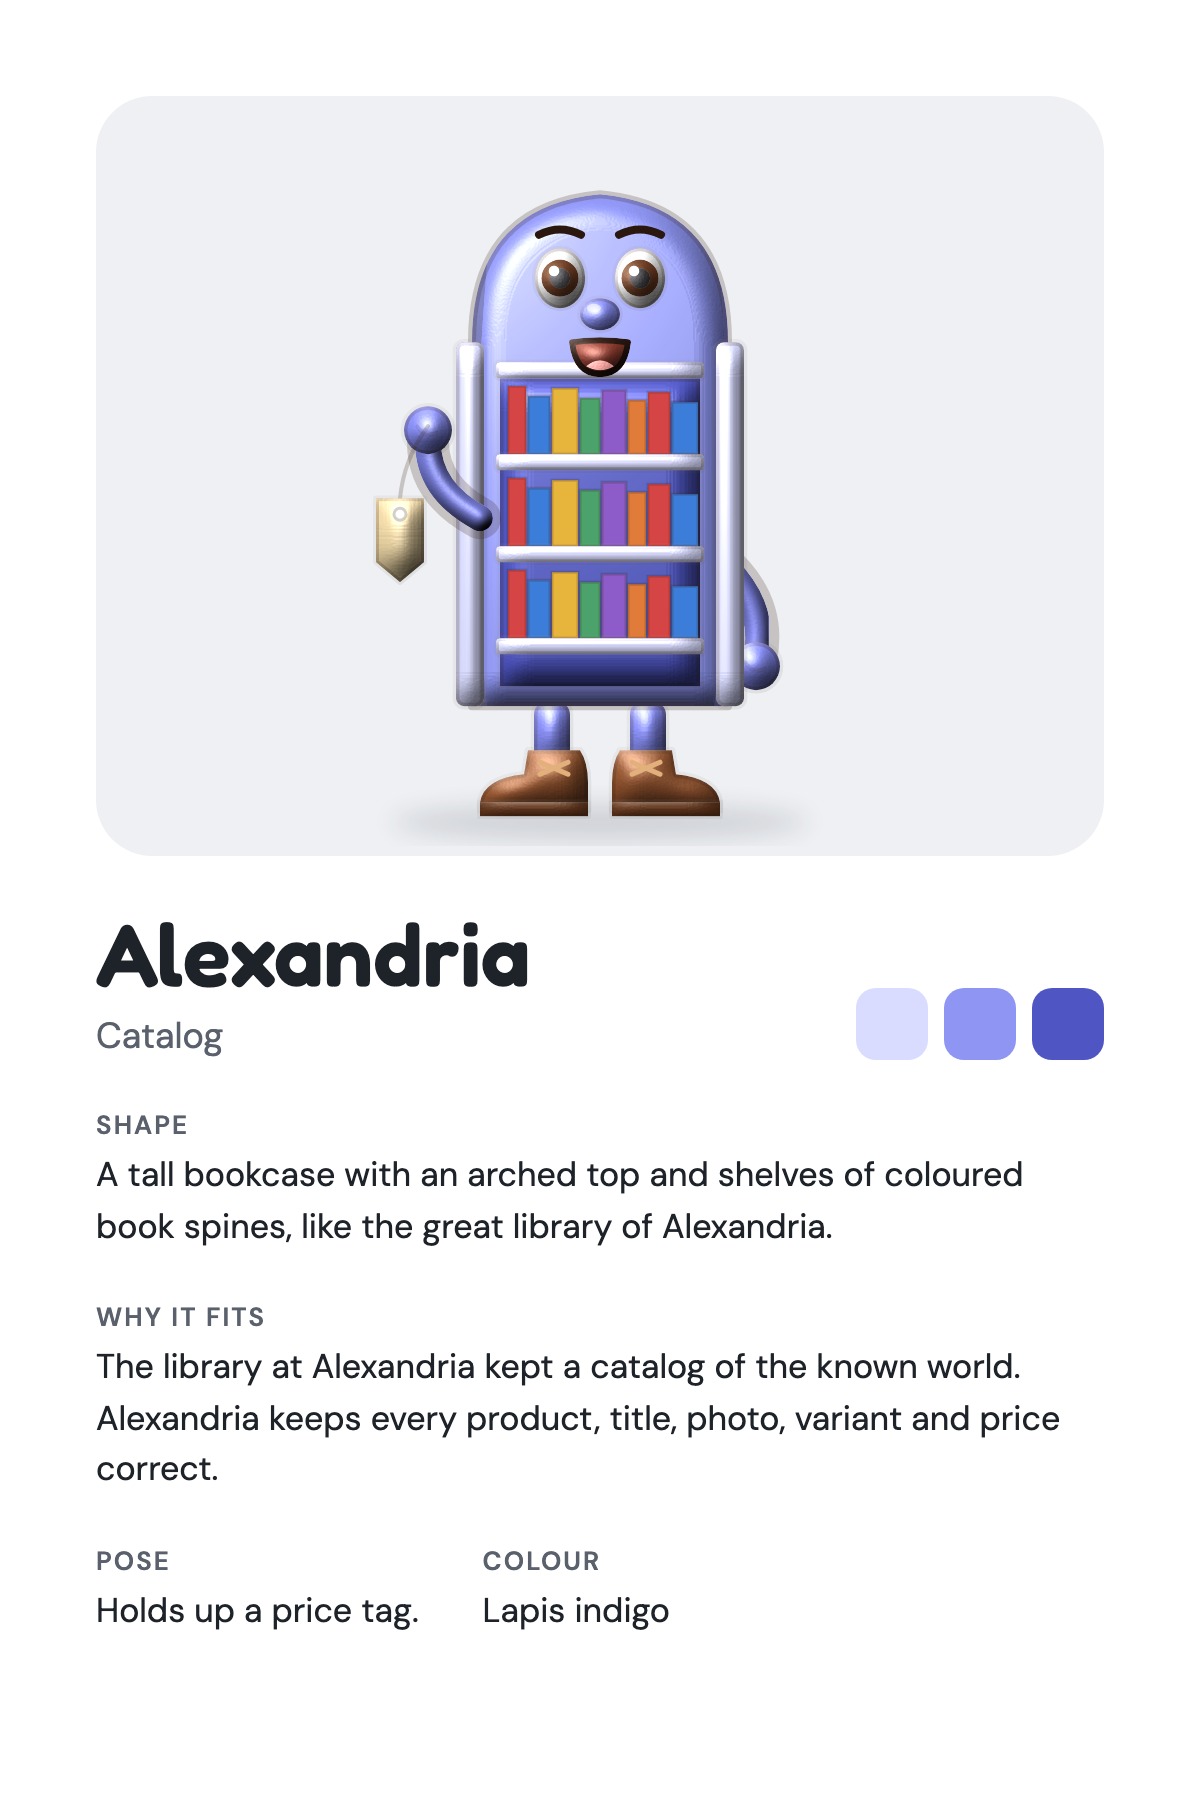 Alexandria
Catalog
SHAPE
A tall bookcase with an arched top and shelves of coloured
book spines, like the great library of Alexandria.
WHY IT FITS
The library at Alexandria kept a catalog of the known world.
Alexandria keeps every product, title, photo, variant and price
correct.
POSE
Holds up a price tag.
COLOUR
Lapis indigo